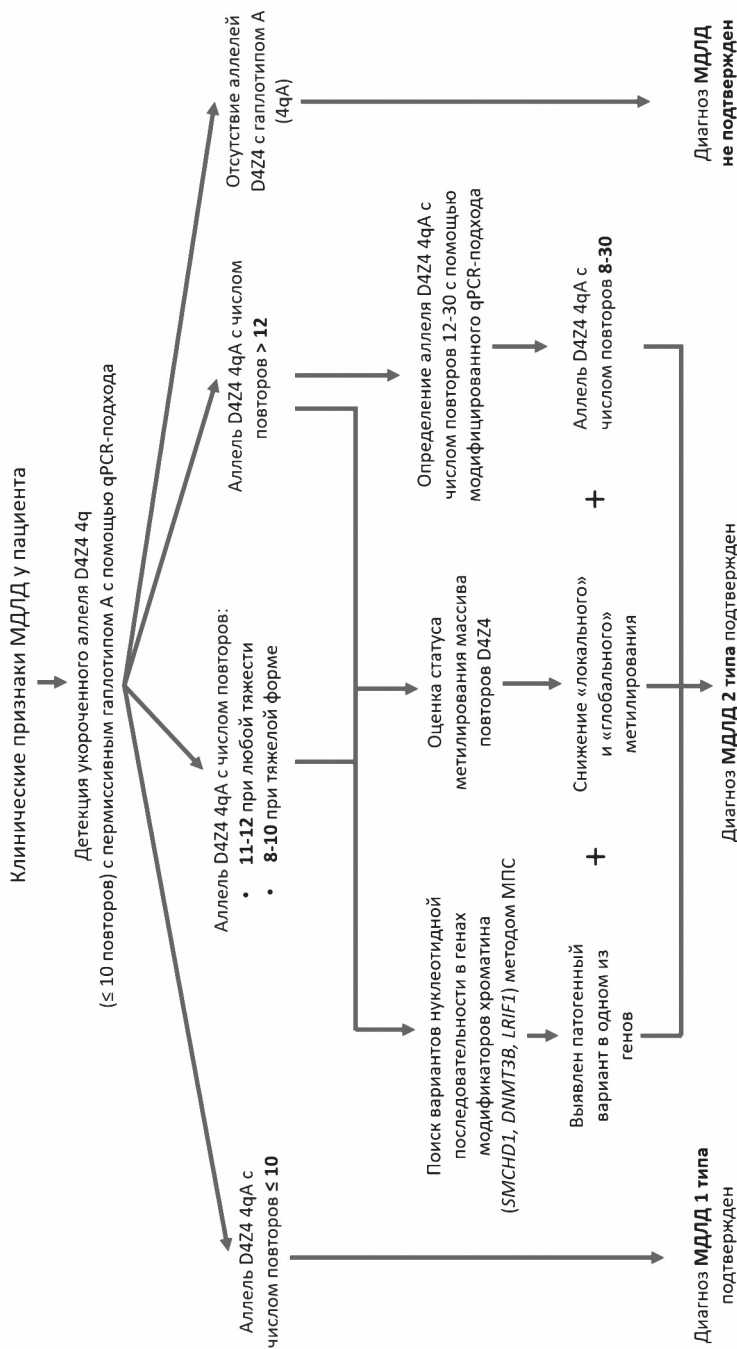 Клинические признаки МДЛД у пациента
Детекция укороченного аллеля D4Z4 4q
(≤ 10 повторов) с пермиссивным гаплотипом А с помощью qPCR-подхода
Аллель D4Z4 4qA с
числом повторов ≤ 10
Аллель D4Z4 4qA с числом повторов:
• 11-12 при любой тяжести
• 8-10 при тяжелой форме
Аллель D4Z4 4qA с числом
повторов > 12
Отсутствие аллелей
D4Z4 с гаплотипом А
(4qA)
Поиск вариантов нуклеотидной
последовательности в генах
модификаторов хроматина
(SMCHD1, DNMT3B, LRIF1) методом МПС
Оценка статуса
метилирования массива
повторов D4Z4
Определение аллеля D4Z4 4qA с
числом повторов 12-30 с помощью
модифицированного qPCR-подхода
Выявлен патогенный
вариант в одном из
генов
+
Снижение «локального»
и «глобального»
метилирования
+
Аллель D4Z4 4qA с
числом повторов 8-30
Диагноз МДЛД 1 типа
подтвержден
Диагноз МДЛД 2 типа подтвержден
Диагноз МДЛД
не подтвержден